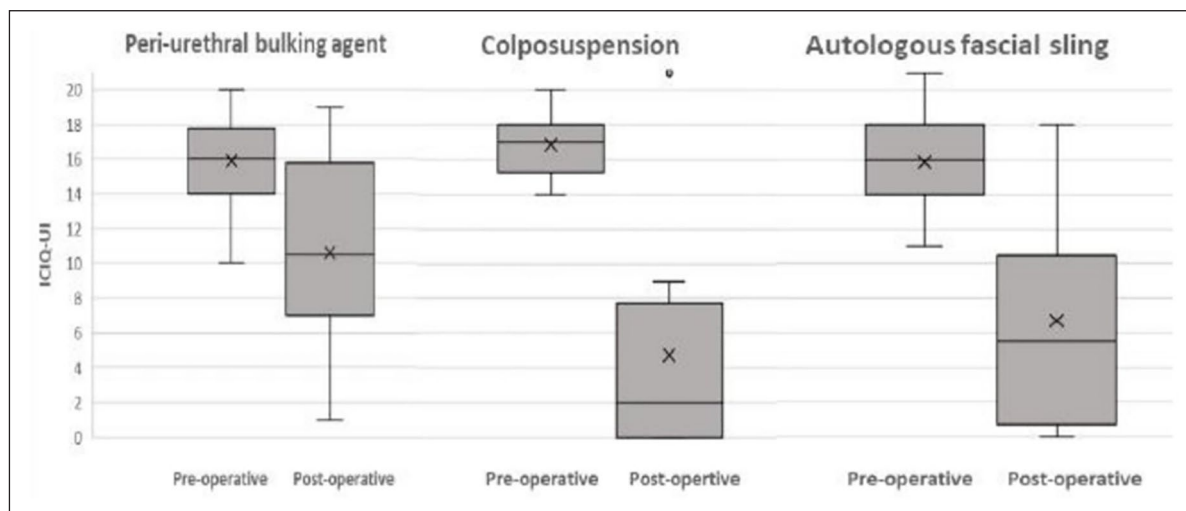 Peri-urethral bulking agent
Colposuspension
Autologous fascial sling
ICIQ-UI
20
18
16
14
12
10
8
6
4
2
0
Pre-operative
Post-operative
Pre-operative
Post-opertive
Pre-operative
Post-operative